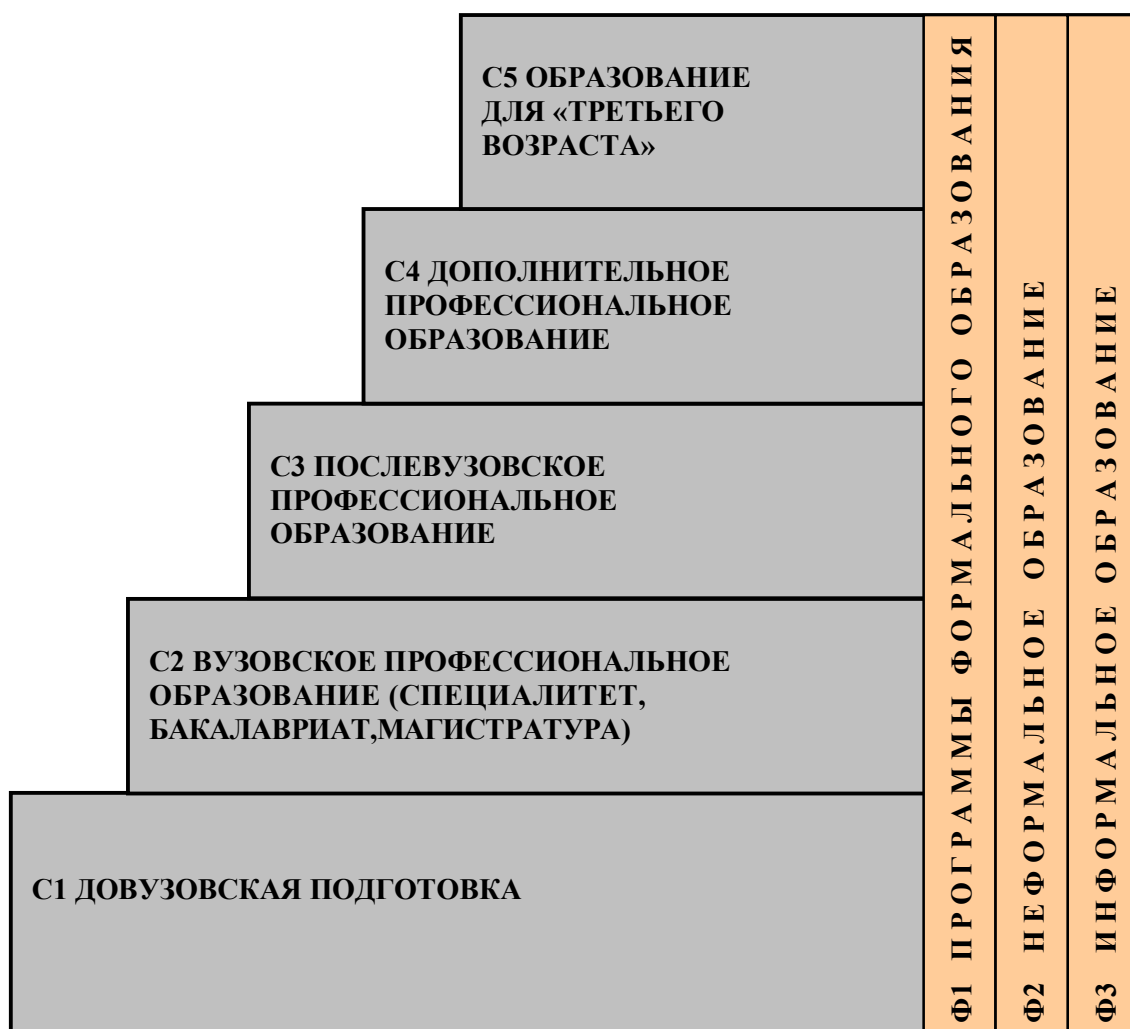 С5 ОБРАЗОВАНИЕ
ДЛЯ «ТРЕТЬЕГО
ВОЗРАСТА»
С4 ДОПОЛНИТЕЛЬНОЕ
ПРОФЕССИОНАЛЬНОЕ
ОБРАЗОВАНИЕ
С3 ПОСЛЕВУЗОВСКОЕ
ПРОФЕССИОНАЛЬНОЕ
ОБРАЗОВАНИЕ
С2 ВУЗОВСКОЕ ПРОФЕССИОНАЛЬНОЕ
ОБРАЗОВАНИЕ (СПЕЦИАЛИТЕТ,
БАКАЛАВРИАТ,МАГИСТРАТУРА)
С1 ДОВУЗОВСКАЯ ПОДГОТОВКА
Ф1 ПРОГРАММЫ ФОРМАЛЬНОГО ОБРАЗОВАНИЯ
Ф2 НЕФОРМАЛЬНОЕ ОБРАЗОВАНИЕ
Ф3 ИНФОРМАЛЬНОЕ ОБРАЗОВАНИЕ